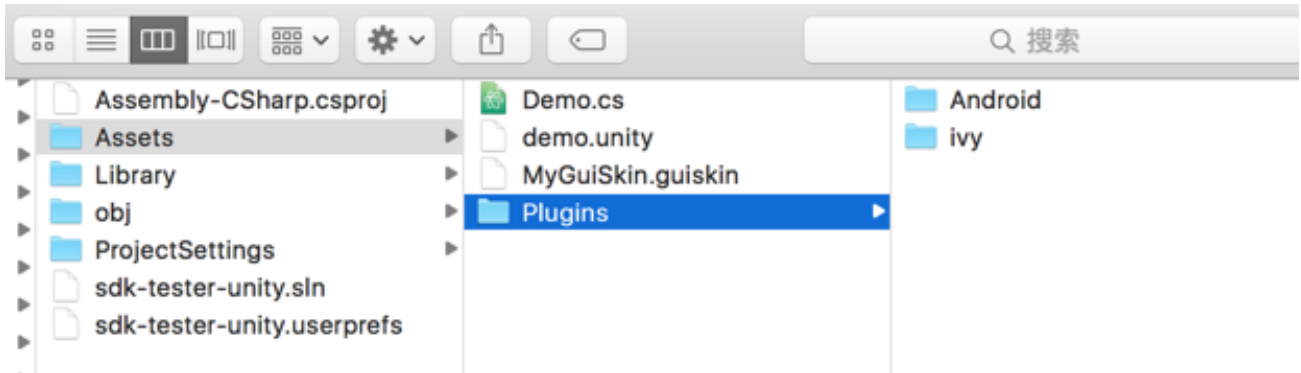 搜索
Assembly-CSharp.csproj
Assets
Library
obj
ProjectSettings
sdk-tester-unity.sln
sdk-tester-unity.userprefs
Demo.cs
demo.unity
MyGuiSkin.guiskin
Plugins
Android
ivy